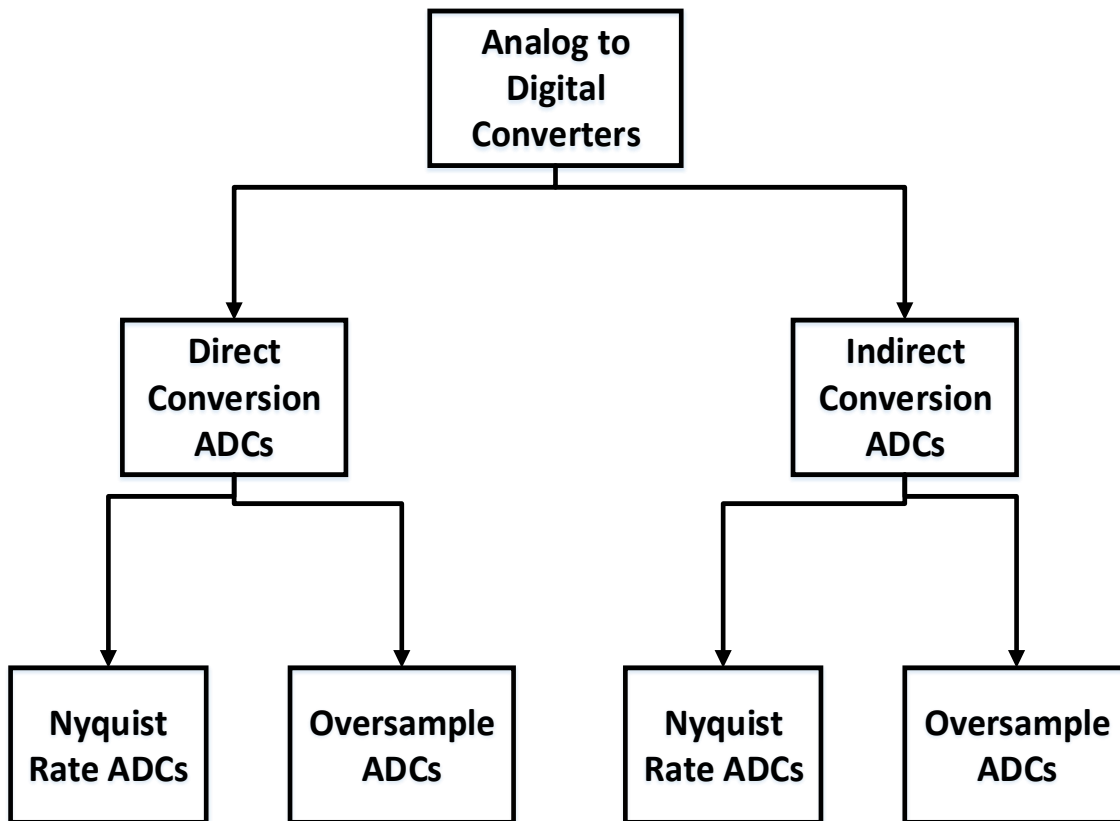 Analog to
Digital
Converters
Direct
Conversion
ADCs
Indirect
Conversion
ADCs
Nyquist
Rate ADCs
Oversample
ADCs
Nyquist
Rate ADCs
Oversample
ADCs